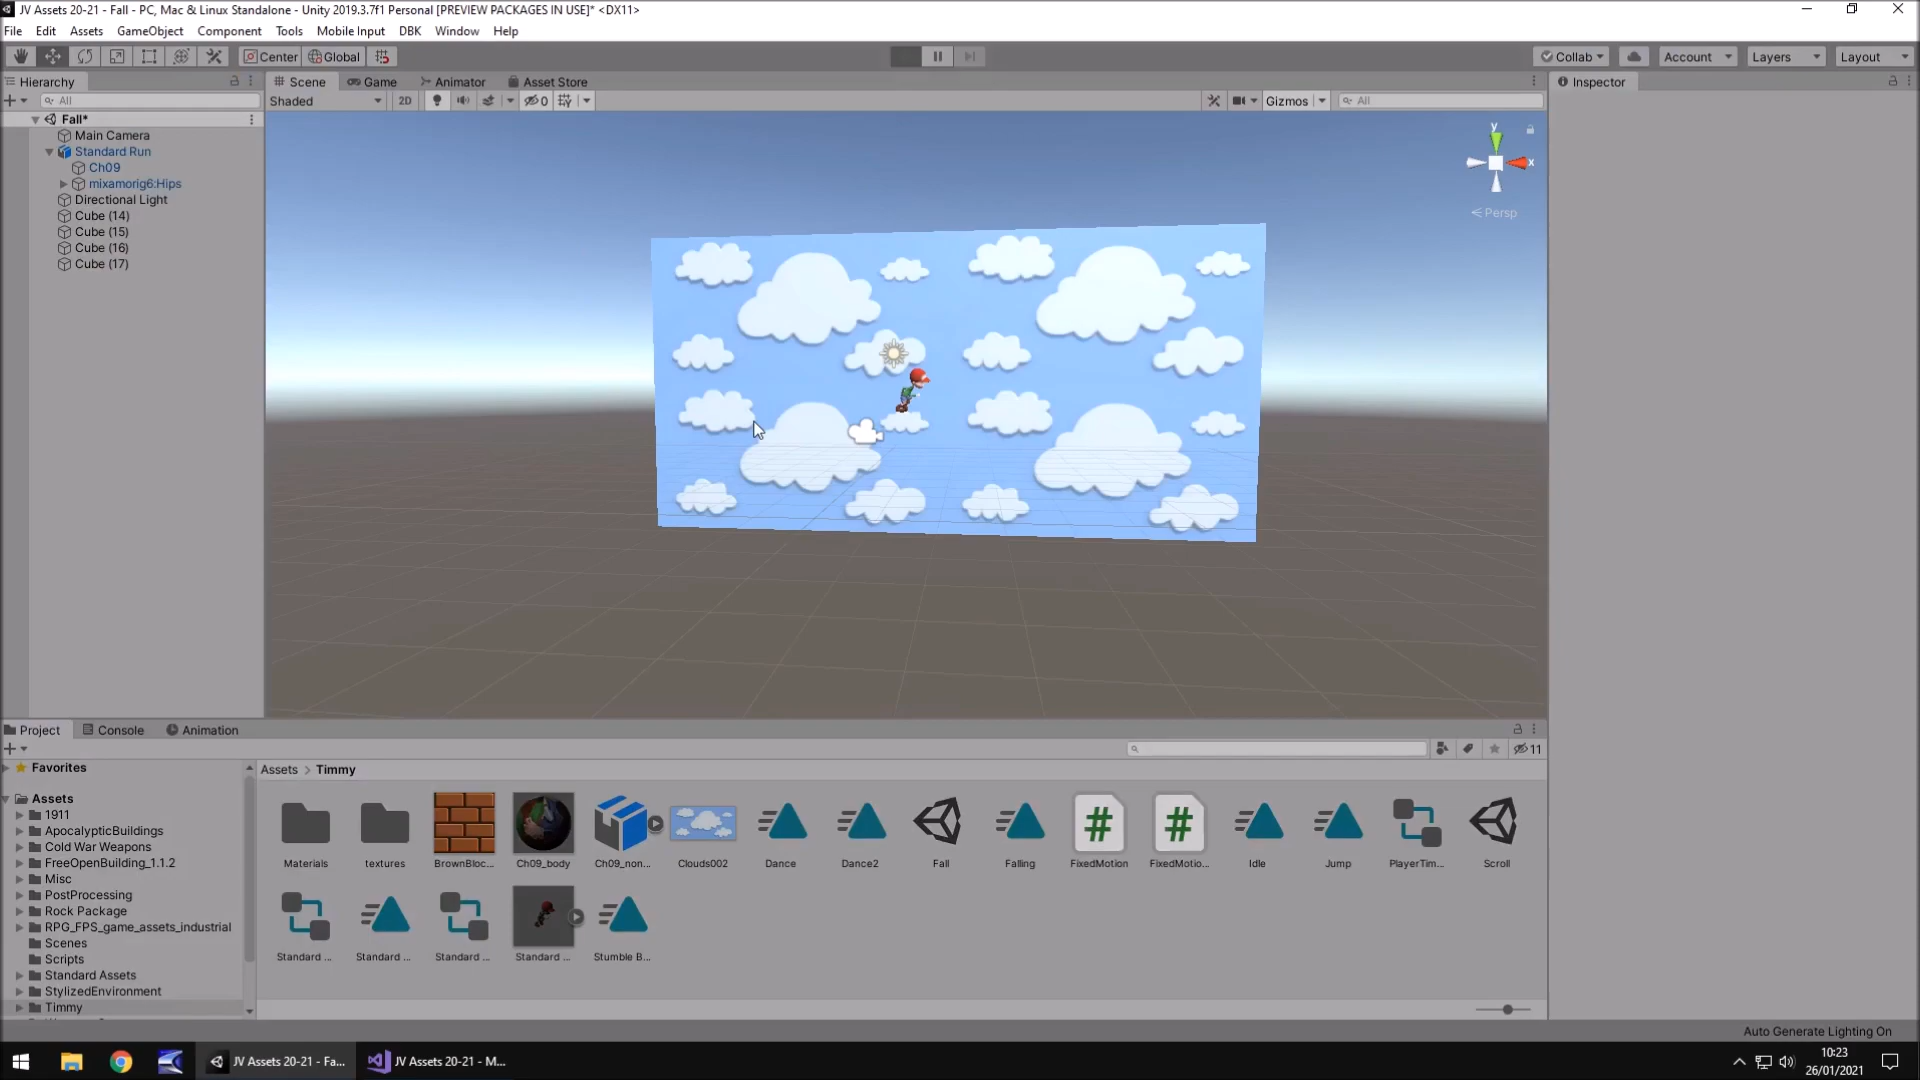 JV Assets 20-21 - Fall - PC, Mac & Linux Standalone - Unity 2019.3.7f1 Personal [PREVIEW PACKAGES IN USE]* <DX11>
File Edit Assets GameObject Component Tools Mobile Input DBK Window Help
Center Global Collab Account Layers Layout
Hierarchy Scene Game Animator Asset Store Inspector
All Shaded 2D 0 Gizmos All
Fall*
Main Camera
Standard Run
Ch09
mixamorig6:Hips
Directional Light
Cube (14)
Cube (15)
Cube (16)
Cube (17)
y
x
Persp
Project Console Animation
11
Favorites
Assets > Timmy
Assets
1911
ApocalypticBuildings
Cold War Weapons
FreeOpenBuilding_1.1.2
Misc
PostProcessing
Rock Package
RPG_FPS_game_assets_industrial
Scenes
Scripts
Standard Assets
StylizedEnvironment
Timmy
Materials textures BrownBloc... Ch09_body Ch09_non... Clouds002 Dance Dance2 Fall Falling FixedMotion FixedMotio... Idle Jump PlayerTim... Scroll
Standard ... Standard ... Standard ... Standard ... Stumble B...
Auto Generate Lighting On
JV Assets 20-21 - Fa... JV Assets 20-21 - M...
10:23
26/01/2021